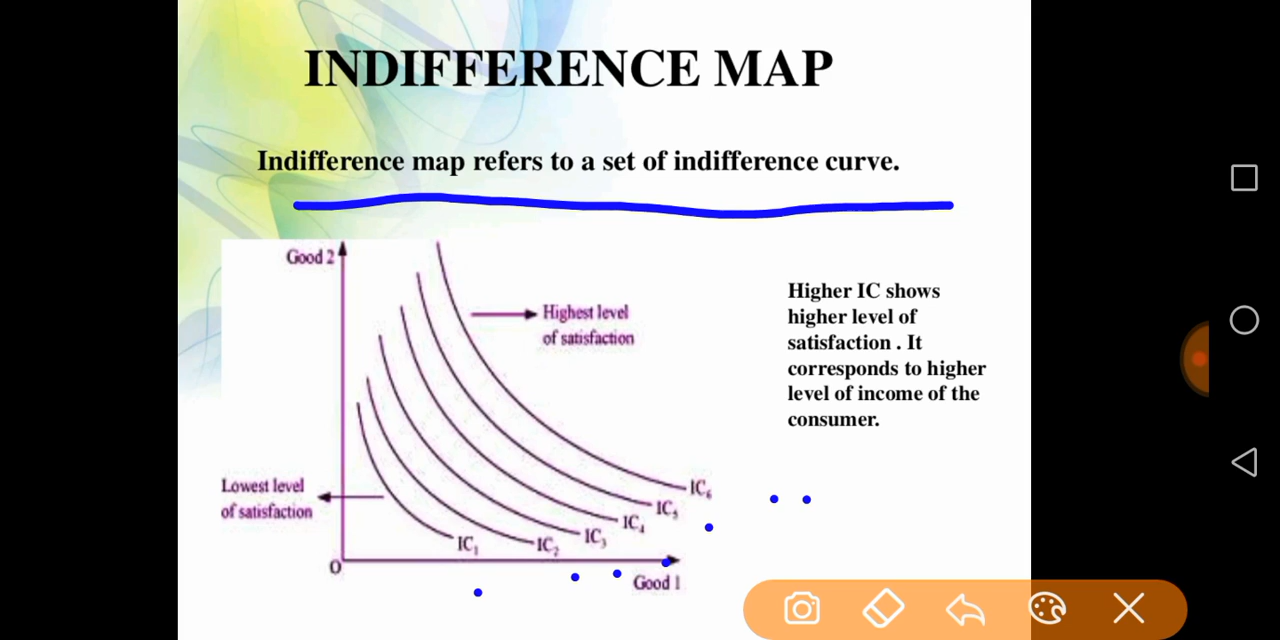 INDIFFERENCE MAP
Indifference map refers to a set of indifference curve.
Good 2
Highest level
of satisfaction
Higher IC shows
higher level of
satisfaction . It
corresponds to higher
level of income of the
consumer.
Lowest level
of satisfaction
IC₆
IC₅
IC₄
IC₃
IC₂
IC₁
O
Good 1